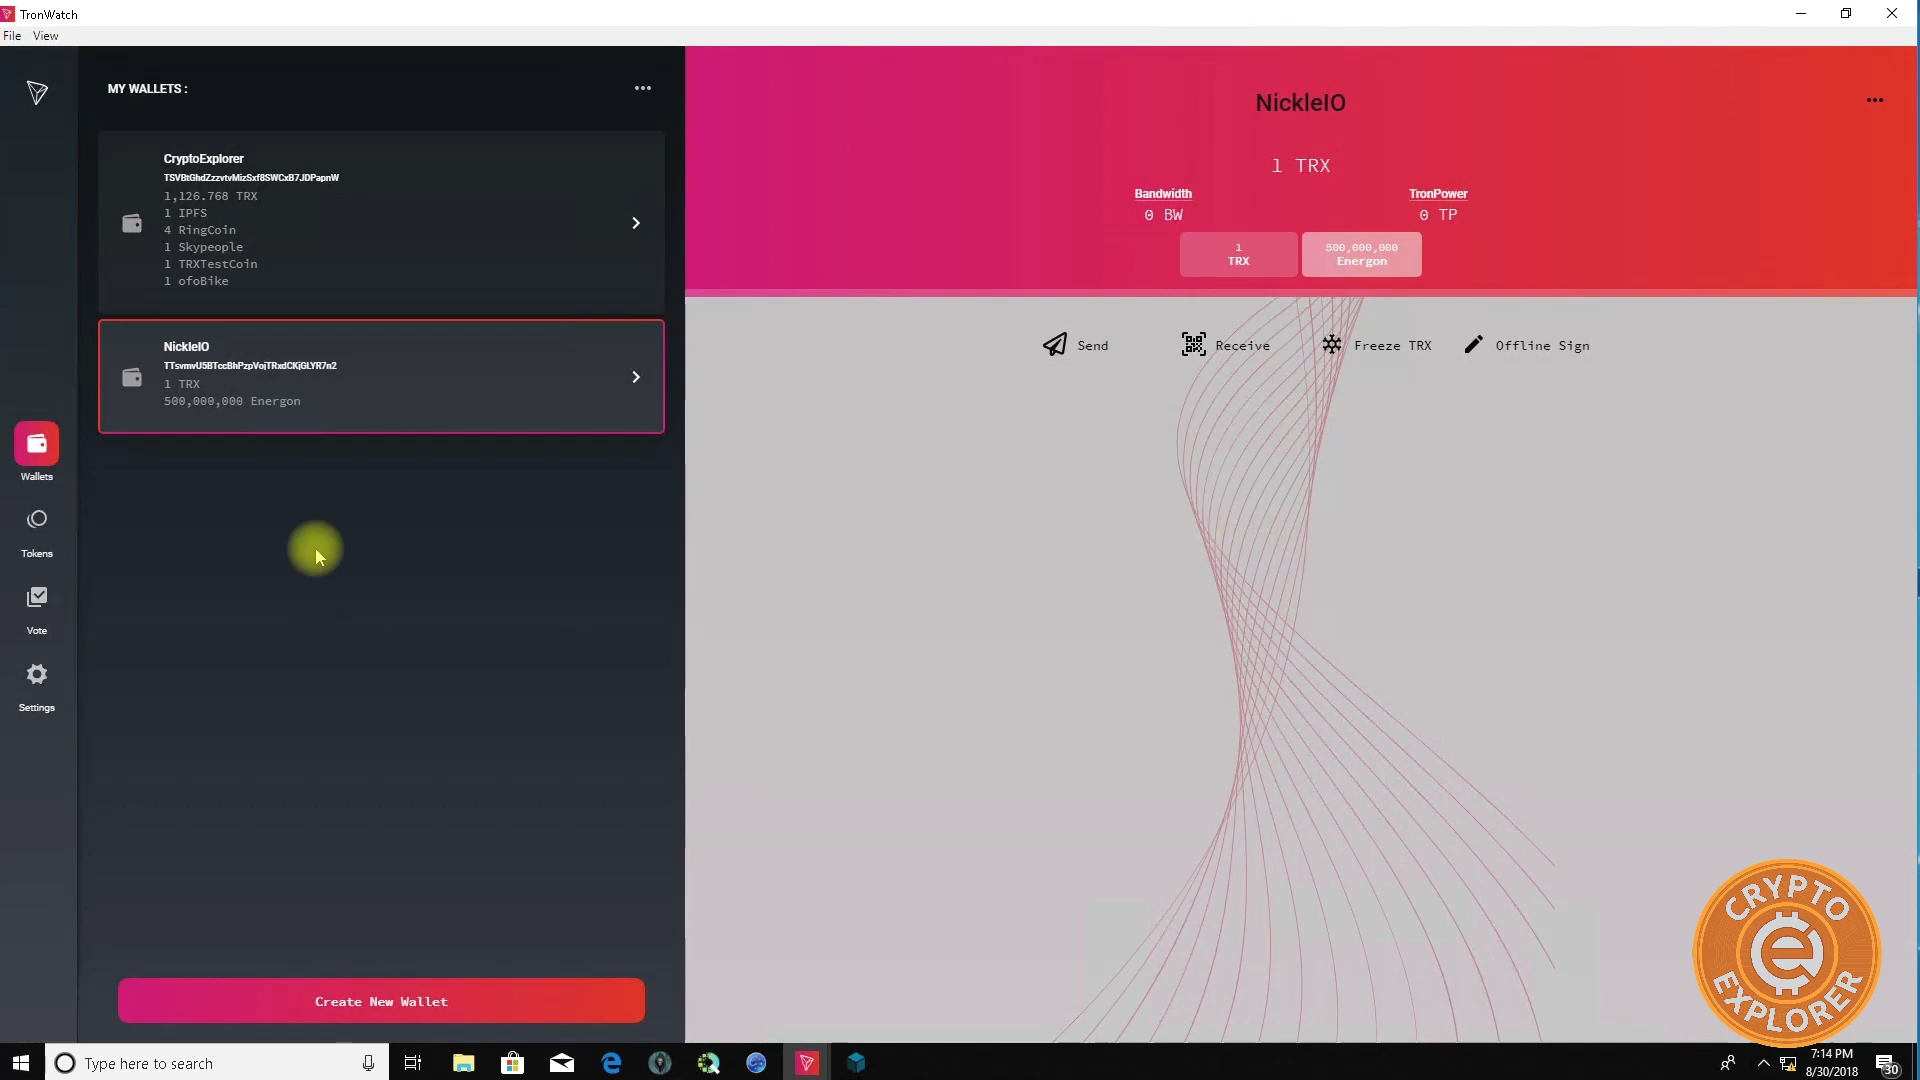 TronWatch
File View
MY WALLETS :
CryptoExplorer
TSVBtGhdZzzvtvMizSxf8SWCxB7JDPapnW
1,126.768 TRX
1 IPFS
4 RingCoin
1 Skypeople
1 TRXTestCoin
1 ofoBike
NickleIO
TTsvmvU5BTccBhPzpVojTRxdCKjGLYR7n2
1 TRX
500,000,000 Energon
Wallets
Tokens
Vote
Settings
Create New Wallet
NickleIO
1 TRX
Bandwidth
0 BW
TronPower
0 TP
1
TRX
500,000,000
Energon
Send
Receive
Freeze TRX
Offline Sign
CRYPTO
EXPLORER
Type here to search
7:14 PM
8/30/2018
30